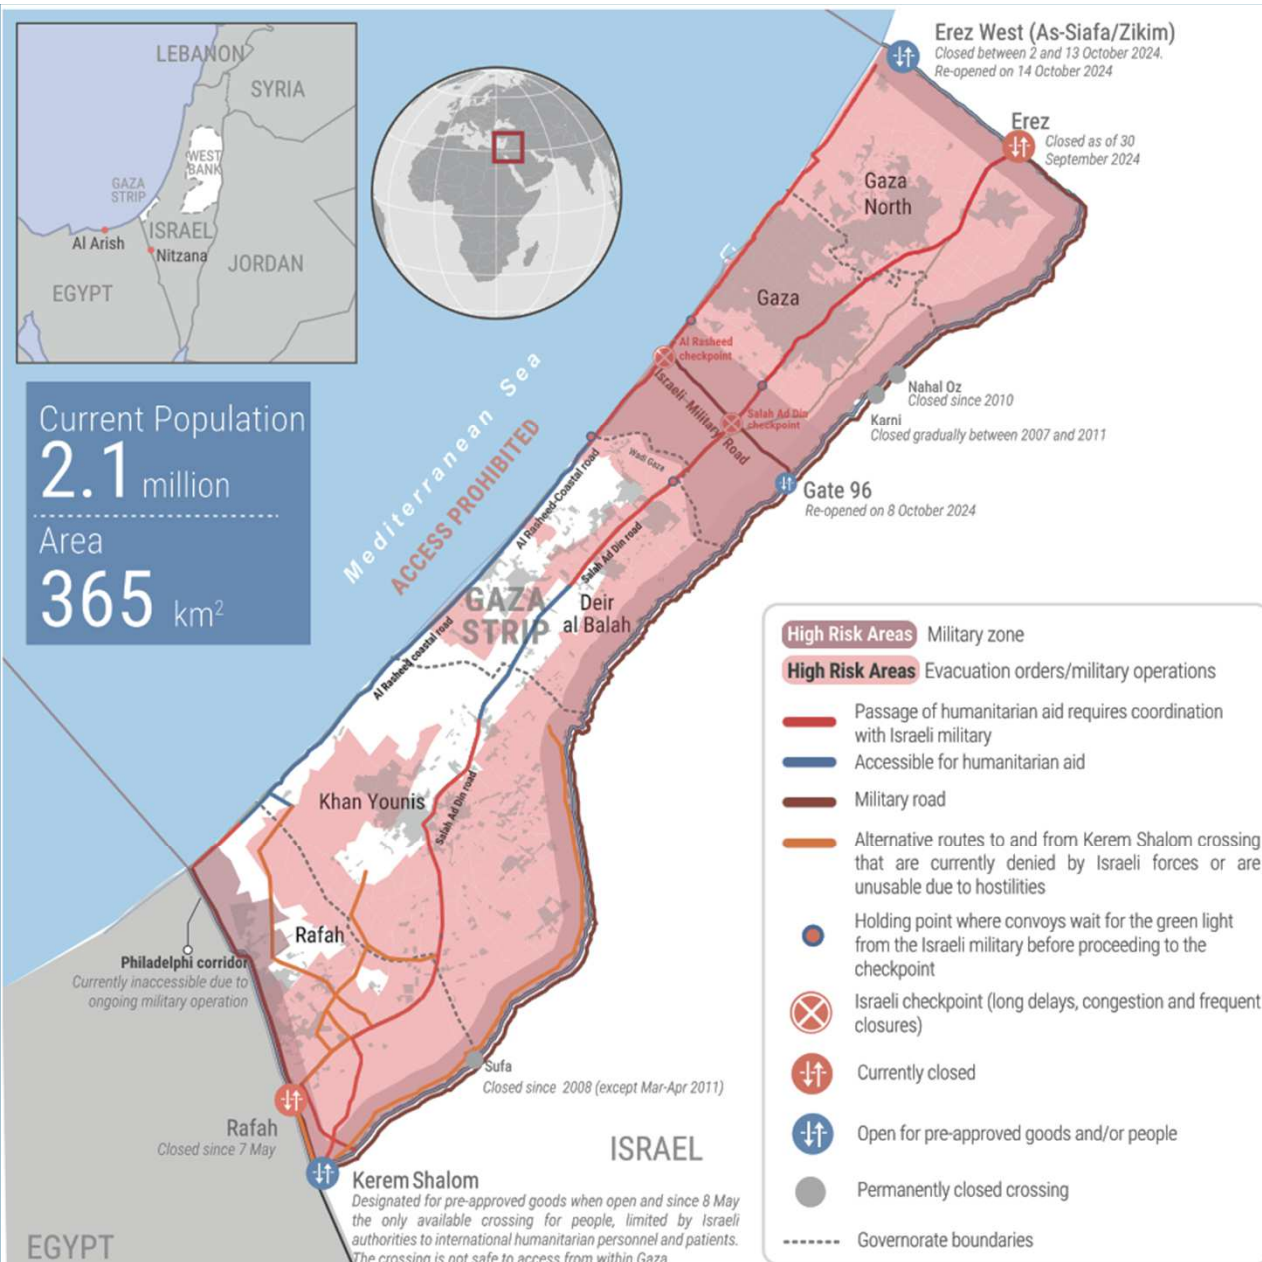 LEBANON
SYRIA
WEST
BANK
GAZA
STRIP
ISRAEL
Al Arish
Nitzana
JORDAN
EGYPT
Current Population
2.1 million
Area
365 km²
Mediterranean Sea
ACCESS PROHIBITED
Erez West (As-Siafa/Zikim)
Closed between 2 and 13 October 2024.
Re-opened on 14 October 2024
Erez
Closed as of 30
September 2024
Gaza
North
Gaza
Al Rasheed
checkpoint
Israeli-Military
Road
Salah Ad Din
checkpoint
Nahal Oz
Closed since 2010
Karni
Closed gradually between 2007 and 2011
Gate 96
Re-opened on 8 October 2024
Wadi Gaza
Al Rasheed-Coastal road
Salah Ad Din road
GAZA
STRIP
Deir
al Balah
Al Rasheed coastal road
Khan Younis
Salah Ad Din road
Rafah
Philadelphi corridor
Currently inaccessible due to
ongoing military operation
Sufa
Closed since 2008 (except Mar-Apr 2011)
Rafah
Closed since 7 May
ISRAEL
Kerem Shalom
Designated for pre-approved goods when open and since 8 May
the only available crossing for people, limited by Israeli
authorities to international humanitarian personnel and patients.
The crossing is not safe to access from within Gaza
EGYPT
High Risk Areas Military zone
High Risk Areas Evacuation orders/military operations
Passage of humanitarian aid requires coordination
with Israeli military
Accessible for humanitarian aid
Military road
Alternative routes to and from Kerem Shalom crossing
that are currently denied by Israeli forces or are
unusable due to hostilities
Holding point where convoys wait for the green light
from the Israeli military before proceeding to the
checkpoint
Israeli checkpoint (long delays, congestion and frequent
closures)
Currently closed
Open for pre-approved goods and/or people
Permanently closed crossing
Governorate boundaries